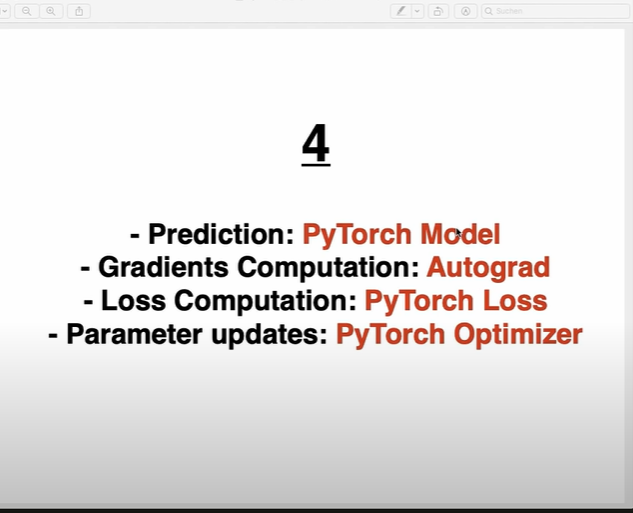 Suchen
4
- Prediction: PyTorch Model
- Gradients Computation: Autograd
- Loss Computation: PyTorch Loss
- Parameter updates: PyTorch Optimizer